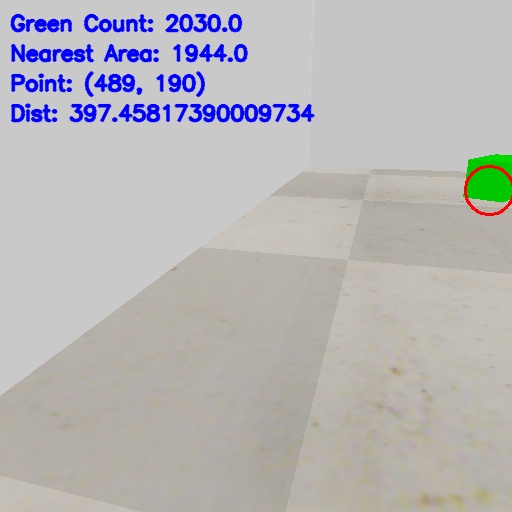 Green Count: 2030.0
Nearest Area: 1944.0
Point: (489, 190)
Dist: 397.45817390009734